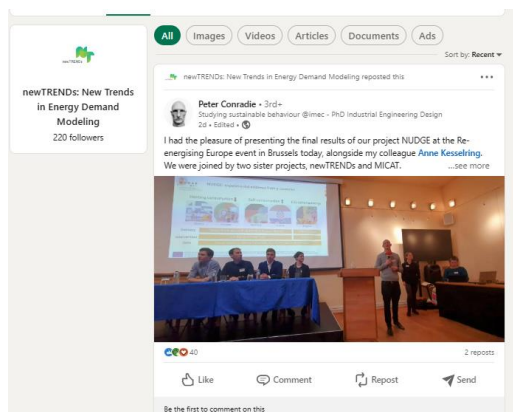 All
Images
Videos
Articles
Documents
Ads
Sort by: Recent
newTRENDs
newTRENDs: New Trends
in Energy Demand
Modeling
220 followers
newTRENDs: New Trends in Energy Demand Modeling reposted this
Peter Conradie • 3rd+
Studying sustainable behaviour @imec - PhD Industrial Engineering Design
2d • Edited •
I had the pleasure of presenting the final results of our project NUDGE at the Re-
energising Europe event in Brussels today, alongside my colleague Anne Kesselring.
We were joined by two sister projects, newTRENDs and MICAT. ...see more
40
2 reposts
Like
Comment
Repost
Send
Be the first to comment on this